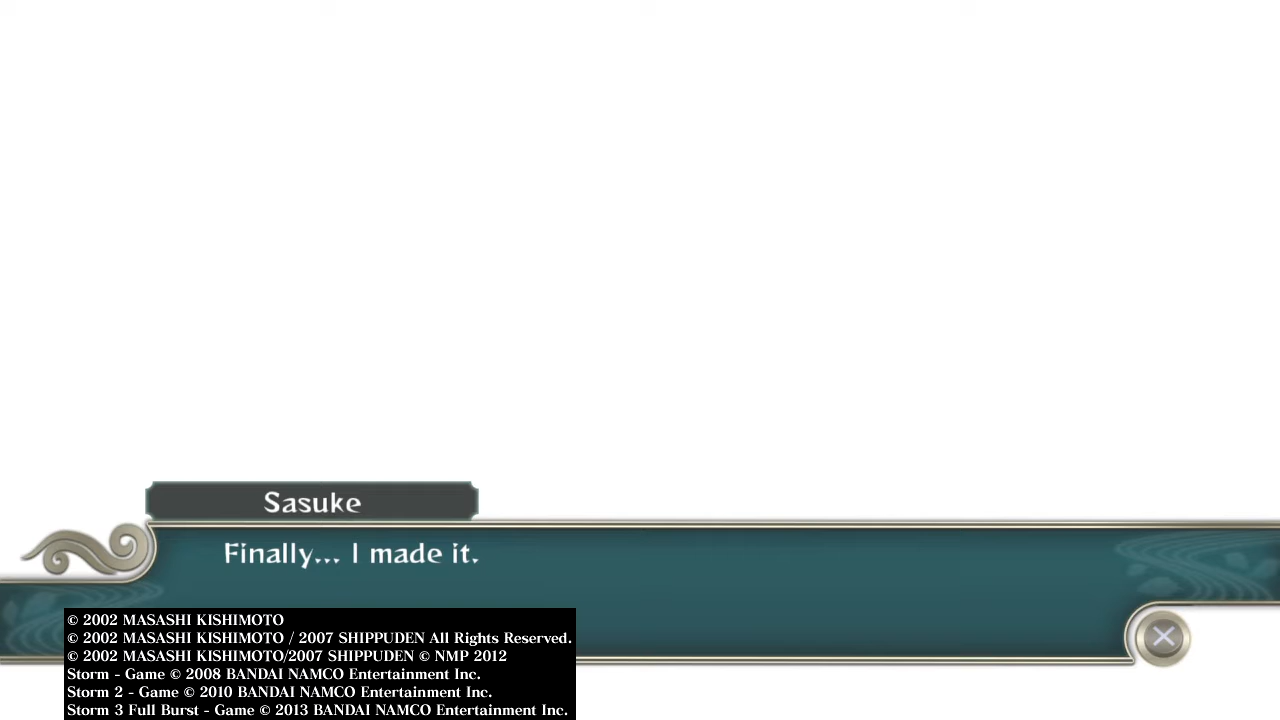 Sasuke
Finally... I made it.
© 2002 MASASHI KISHIMOTO
© 2002 MASASHI KISHIMOTO / 2007 SHIPPUDEN All Rights Reserved.
© 2002 MASASHI KISHIMOTO/2007 SHIPPUDEN © NMP 2012
Storm - Game © 2008 BANDAI NAMCO Entertainment Inc.
Storm 2 - Game © 2010 BANDAI NAMCO Entertainment Inc.
Storm 3 Full Burst - Game © 2013 BANDAI NAMCO Entertainment Inc.